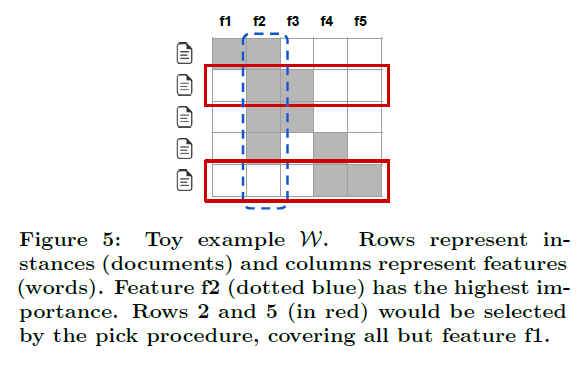 f1 f2 f3 f4 f5
Figure 5: Toy example 𝒲. Rows represent in-
stances (documents) and columns represent features
(words). Feature f2 (dotted blue) has the highest im-
portance. Rows 2 and 5 (in red) would be selected
by the pick procedure, covering all but feature f1.